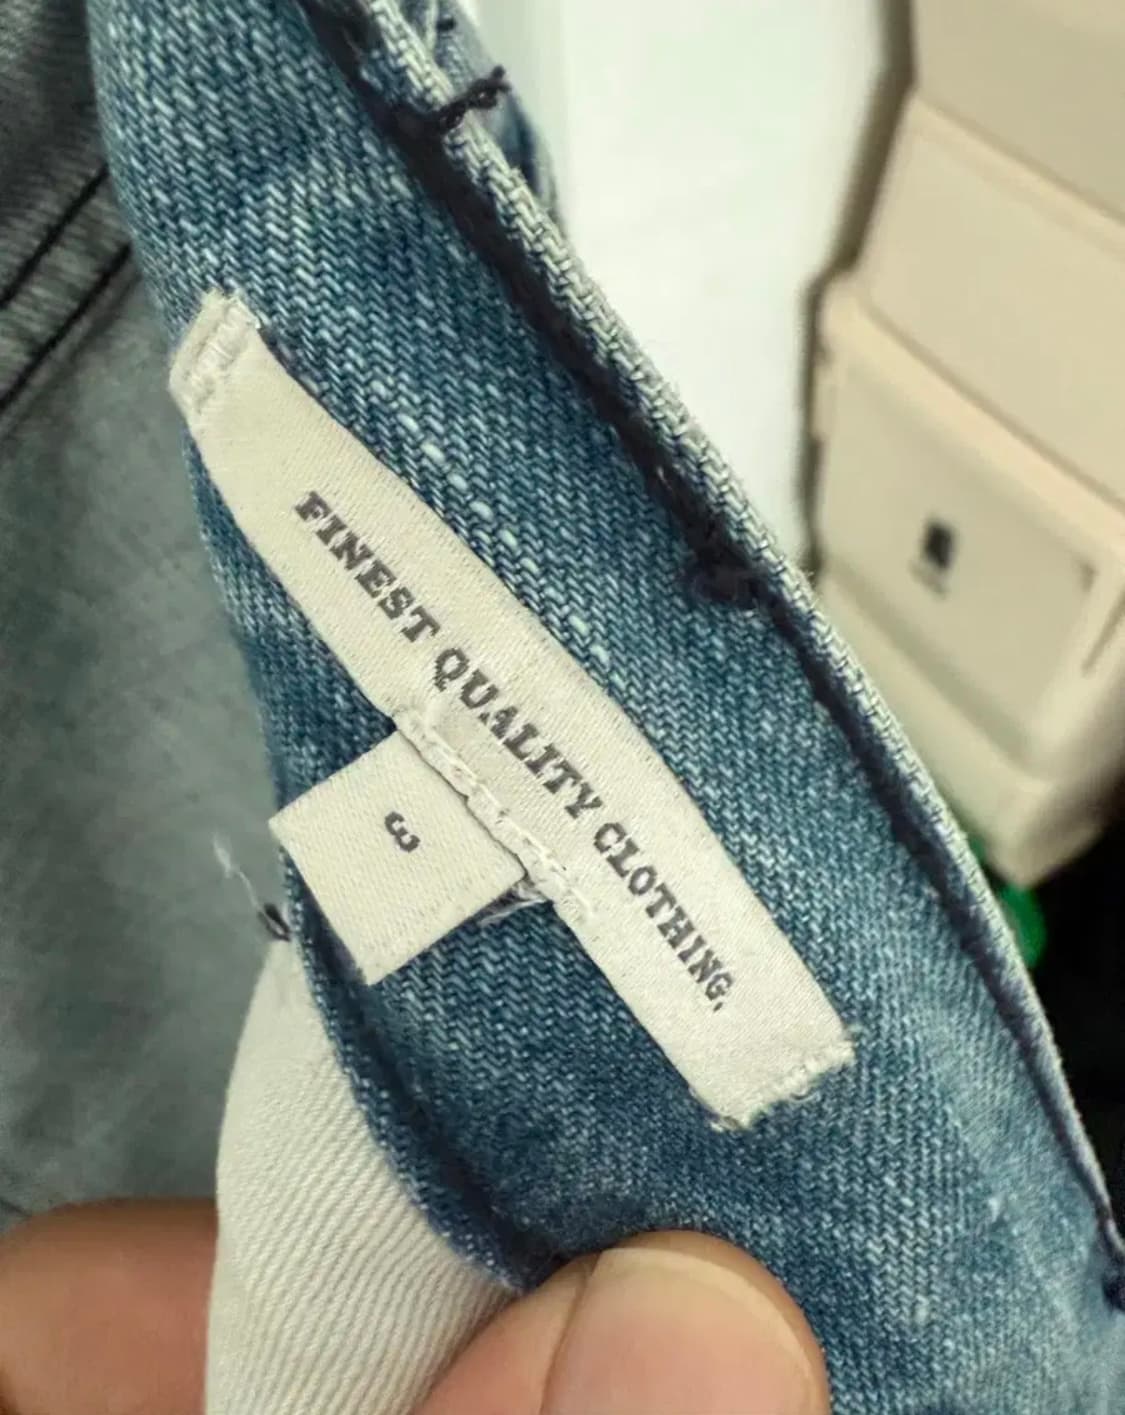 FINEST QUALITY CLOTHING,
3